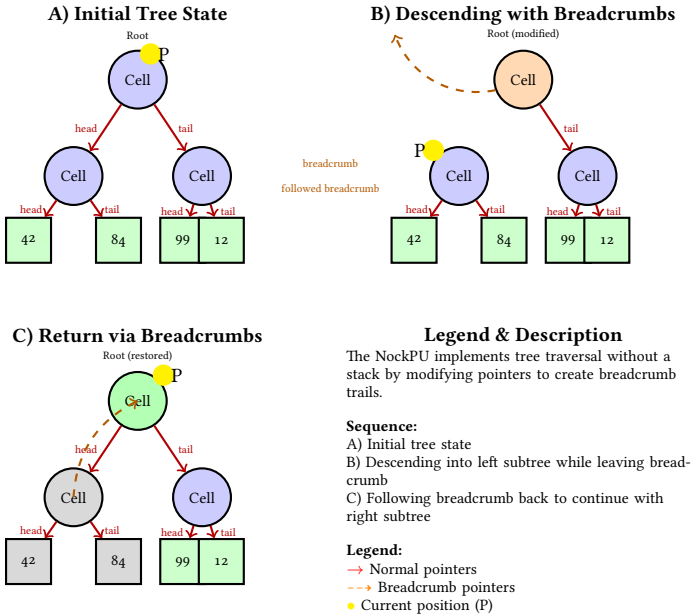 A) Initial Tree State
Root
P
Cell
head
tail
Cell
Cell
head
tail
head
tail
42
84
99
12
B) Descending with Breadcrumbs
Root (modified)
Cell
tail
breadcrumb
followed breadcrumb
P
Cell
Cell
head
tail
head
tail
42
84
99
12
C) Return via Breadcrumbs
Root (restored)
P
Cell
head
tail
Cell
Cell
head
tail
head
tail
42
84
99
12
Legend & Description
The NockPU implements tree traversal without a
stack by modifying pointers to create breadcrumb
trails.
Sequence:
A) Initial tree state
B) Descending into left subtree while leaving bread-
crumb
C) Following breadcrumb back to continue with
right subtree
Legend:
Normal pointers
Breadcrumb pointers
Current position (P)